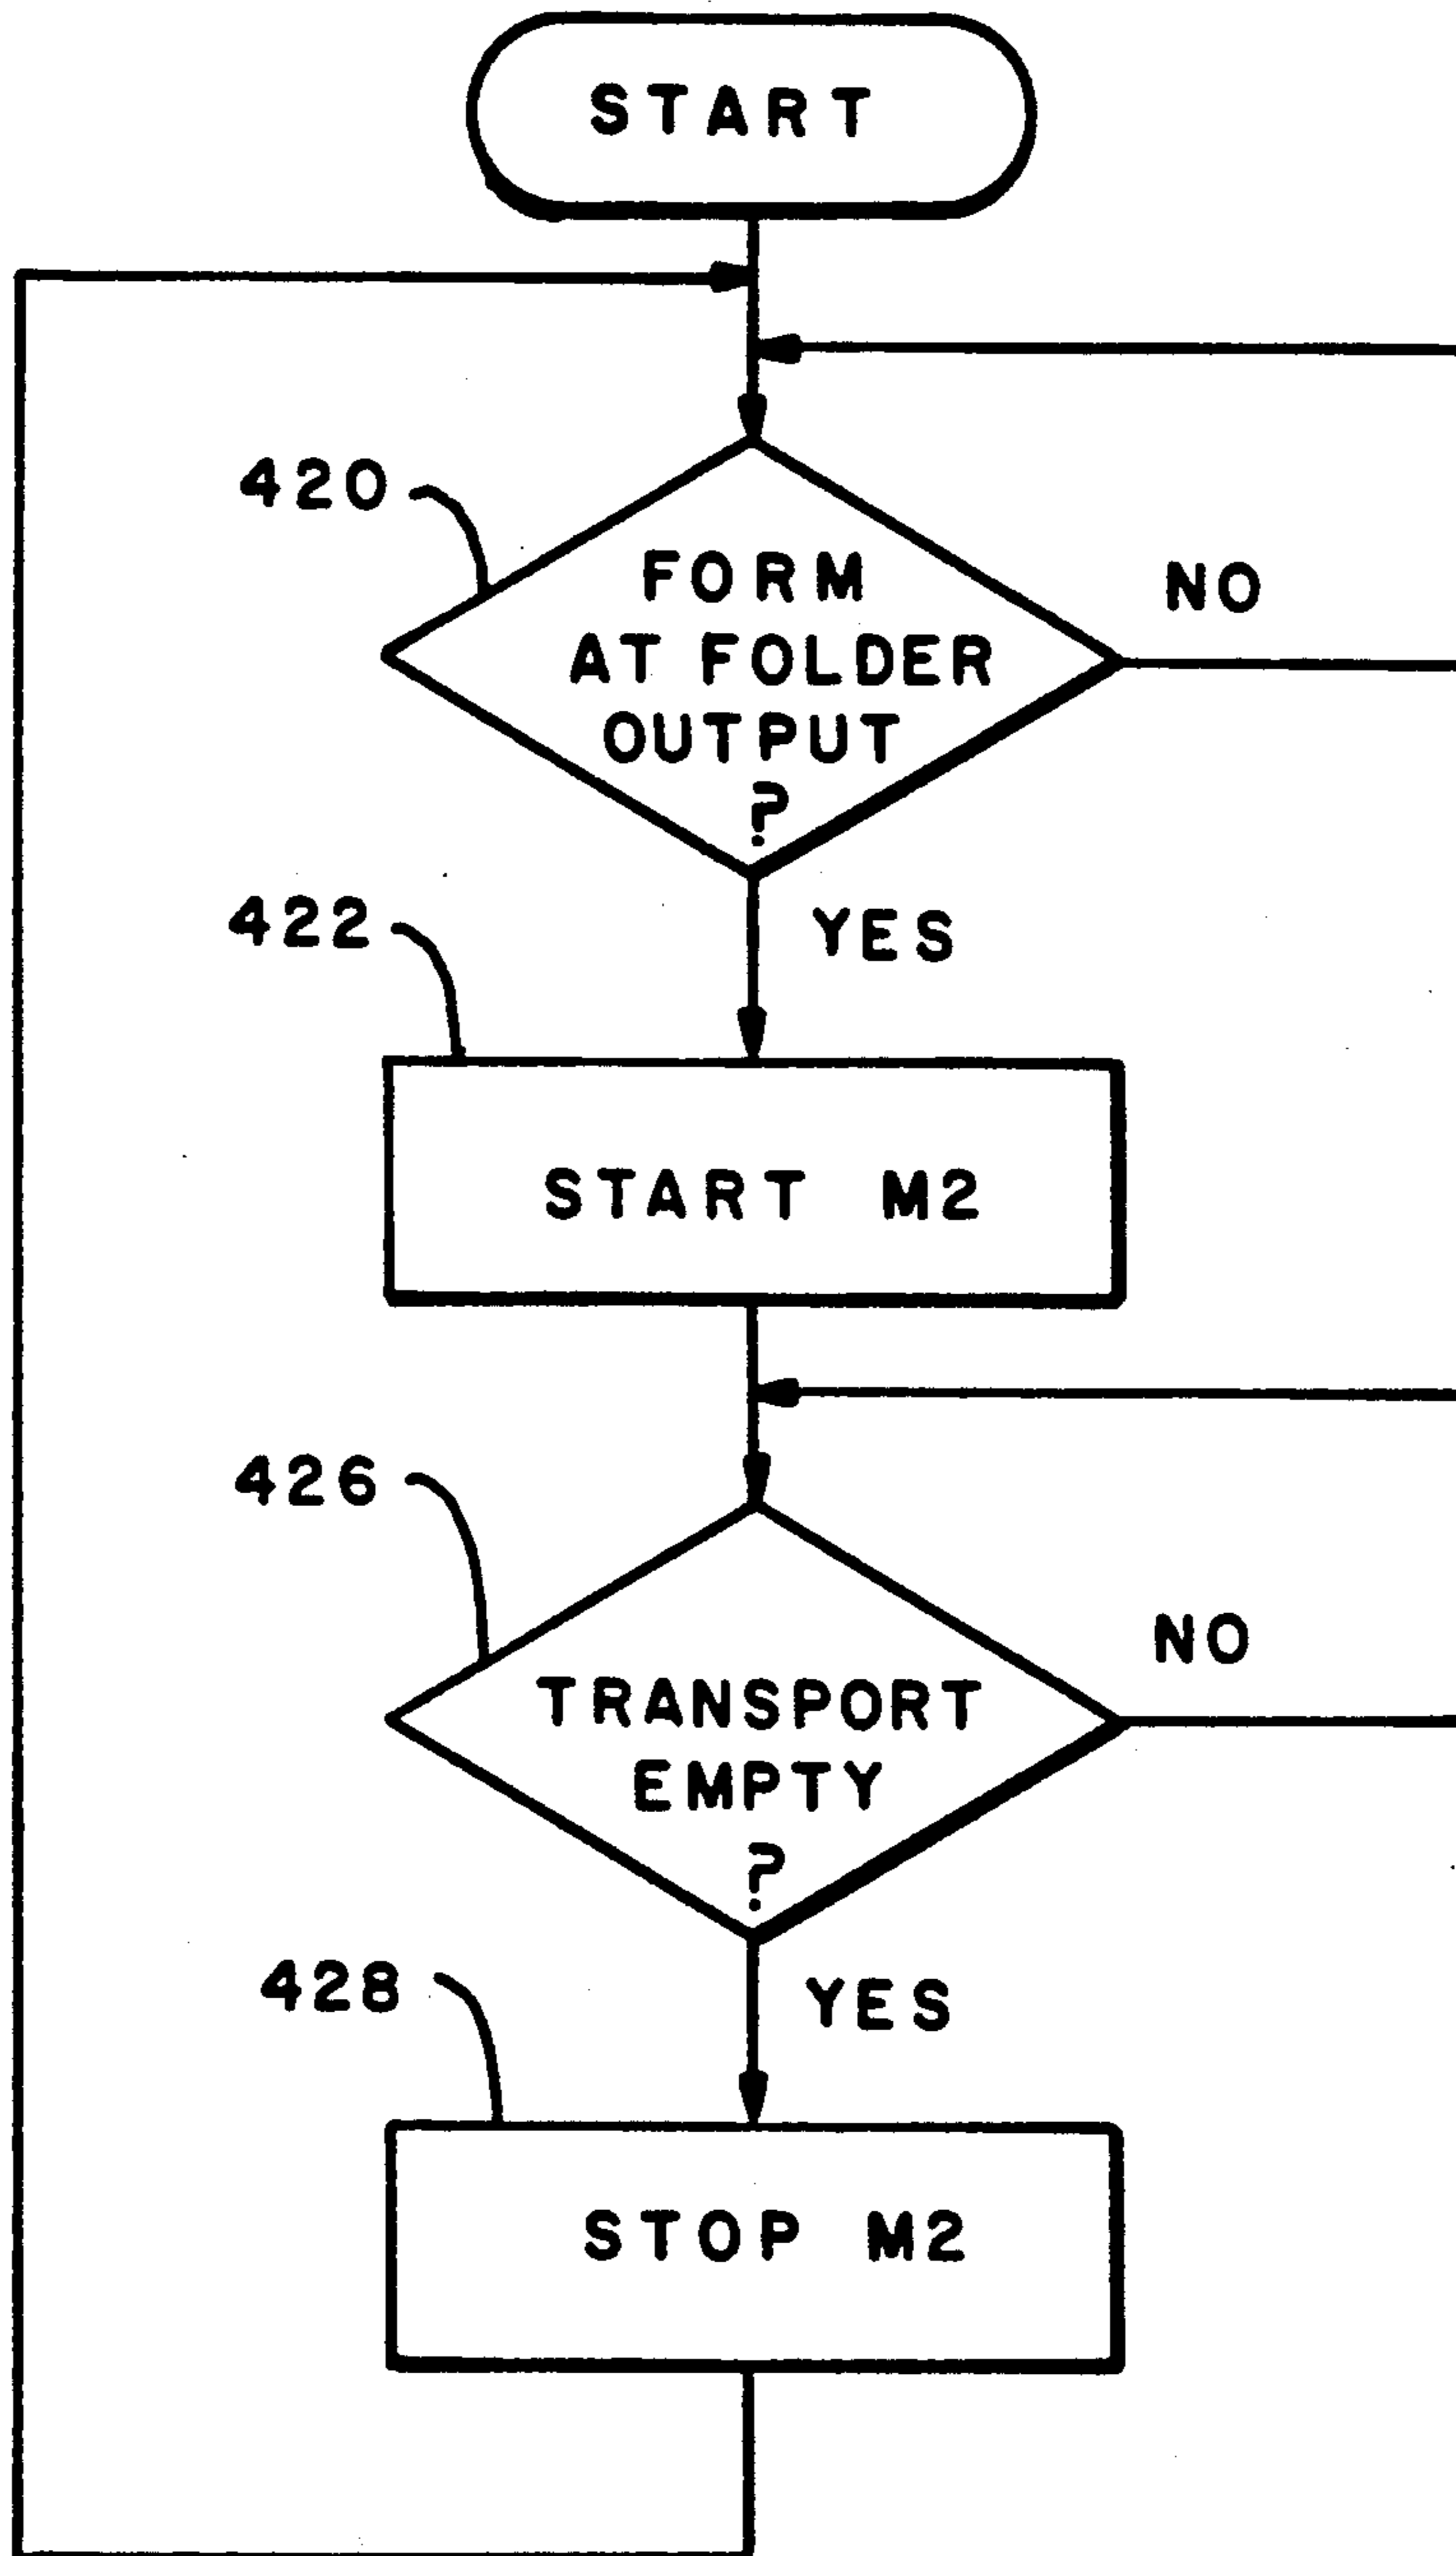 START
420
FORM
AT FOLDER
OUTPUT
?
NO
422
YES
START M2
426
TRANSPORT
EMPTY
?
NO
428
YES
STOP M2